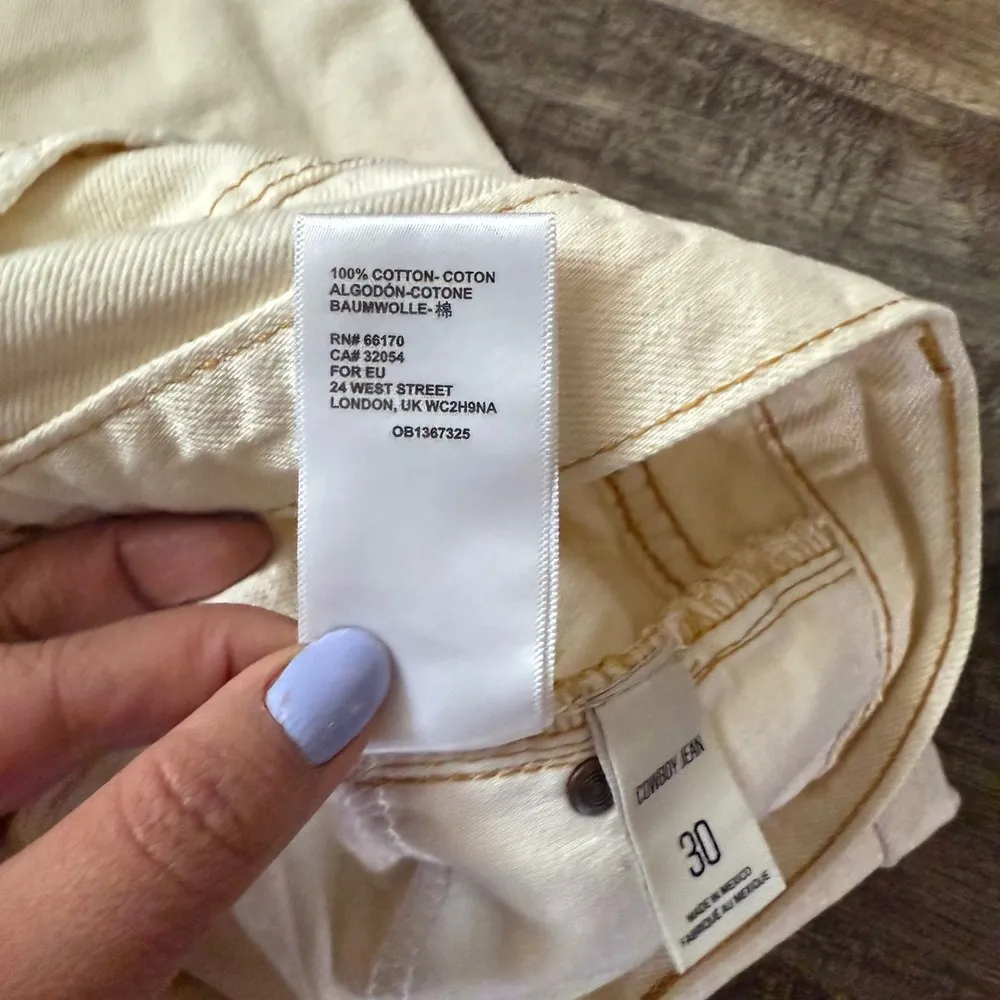 100% COTTON- COTON
ALGODÓN-COTONE
BAUMWOLLE-棉
RN# 66170
CA# 32054
FOR EU
24 WEST STREET
LONDON, UK WC2H9NA
OB1367325
COWBOY JEAN
30
MADE IN MEXICO
FABRIQUÉ AU MEXIQUE